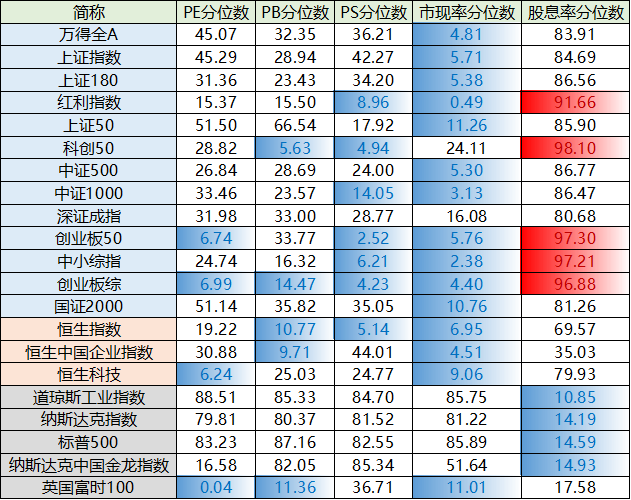 简称 PE分位数 PB分位数 PS分位数 市现率分位数 股息率分位数
万得全A 45.07 32.35 36.21 4.81 83.91
上证指数 45.29 28.94 42.27 5.71 84.69
上证180 31.36 23.43 34.20 5.38 86.56
红利指数 15.37 15.50 8.96 0.49 91.66
上证50 51.50 66.54 17.92 11.26 85.90
科创50 28.82 5.63 4.94 24.11 98.10
中证500 26.84 28.69 24.00 5.30 86.77
中证1000 33.46 23.57 14.05 3.13 86.47
深证成指 31.98 33.00 28.77 16.08 80.68
创业板50 6.74 33.77 2.52 5.76 97.30
中小综指 24.74 16.32 6.21 2.38 97.21
创业板综 6.99 14.47 4.23 4.40 96.88
国证2000 51.14 35.82 35.05 10.76 81.26
恒生指数 19.22 10.77 5.14 6.95 69.57
恒生中国企业指数 30.88 9.71 44.01 4.51 35.03
恒生科技 6.24 25.03 24.77 9.06 79.93
道琼斯工业指数 88.51 85.33 84.70 85.75 10.85
纳斯达克指数 79.81 80.37 81.52 81.22 14.19
标普500 83.23 87.16 82.55 85.89 14.59
纳斯达克中国金龙指数 16.58 82.05 85.34 51.64 14.93
英国富时100 0.04 11.36 36.71 11.01 17.58